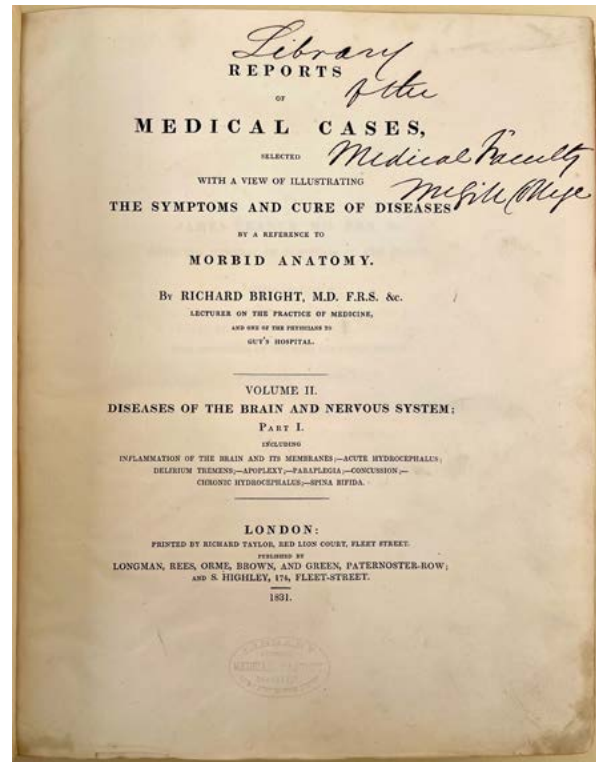 Library
REPORTS
OF
of the
MEDICAL CASES,
SELECTED
Medical Faculty
WITH A VIEW OF ILLUSTRATING
McGill College
THE SYMPTOMS AND CURE OF DISEASES
BY A REFERENCE TO
MORBID ANATOMY.
BY RICHARD BRIGHT, M.D. F.R.S. &c.
LECTURER ON THE PRACTICE OF MEDICINE,
AND ONE OF THE PHYSICIANS TO
GUY'S HOSPITAL.
VOLUME II.
DISEASES OF THE BRAIN AND NERVOUS SYSTEM:
PART I.
INCLUDING
INFLAMMATION OF THE BRAIN AND ITS MEMBRANES;—ACUTE HYDROCEPHALUS;
DELIRIUM TREMENS;—APOPLEXY;—PARAPLEGIA;—CONCUSSION;—
CHRONIC HYDROCEPHALUS;—SPINA BIFIDA.
LONDON:
PRINTED BY RICHARD TAYLOR, RED LION COURT, FLEET STREET.
PUBLISHED BY
LONGMAN, REES, ORME, BROWN, AND GREEN, PATERNOSTER-ROW;
AND S. HIGHLEY, 174, FLEET-STREET.
1831.
LIBRARY
MEDICAL FACULTY